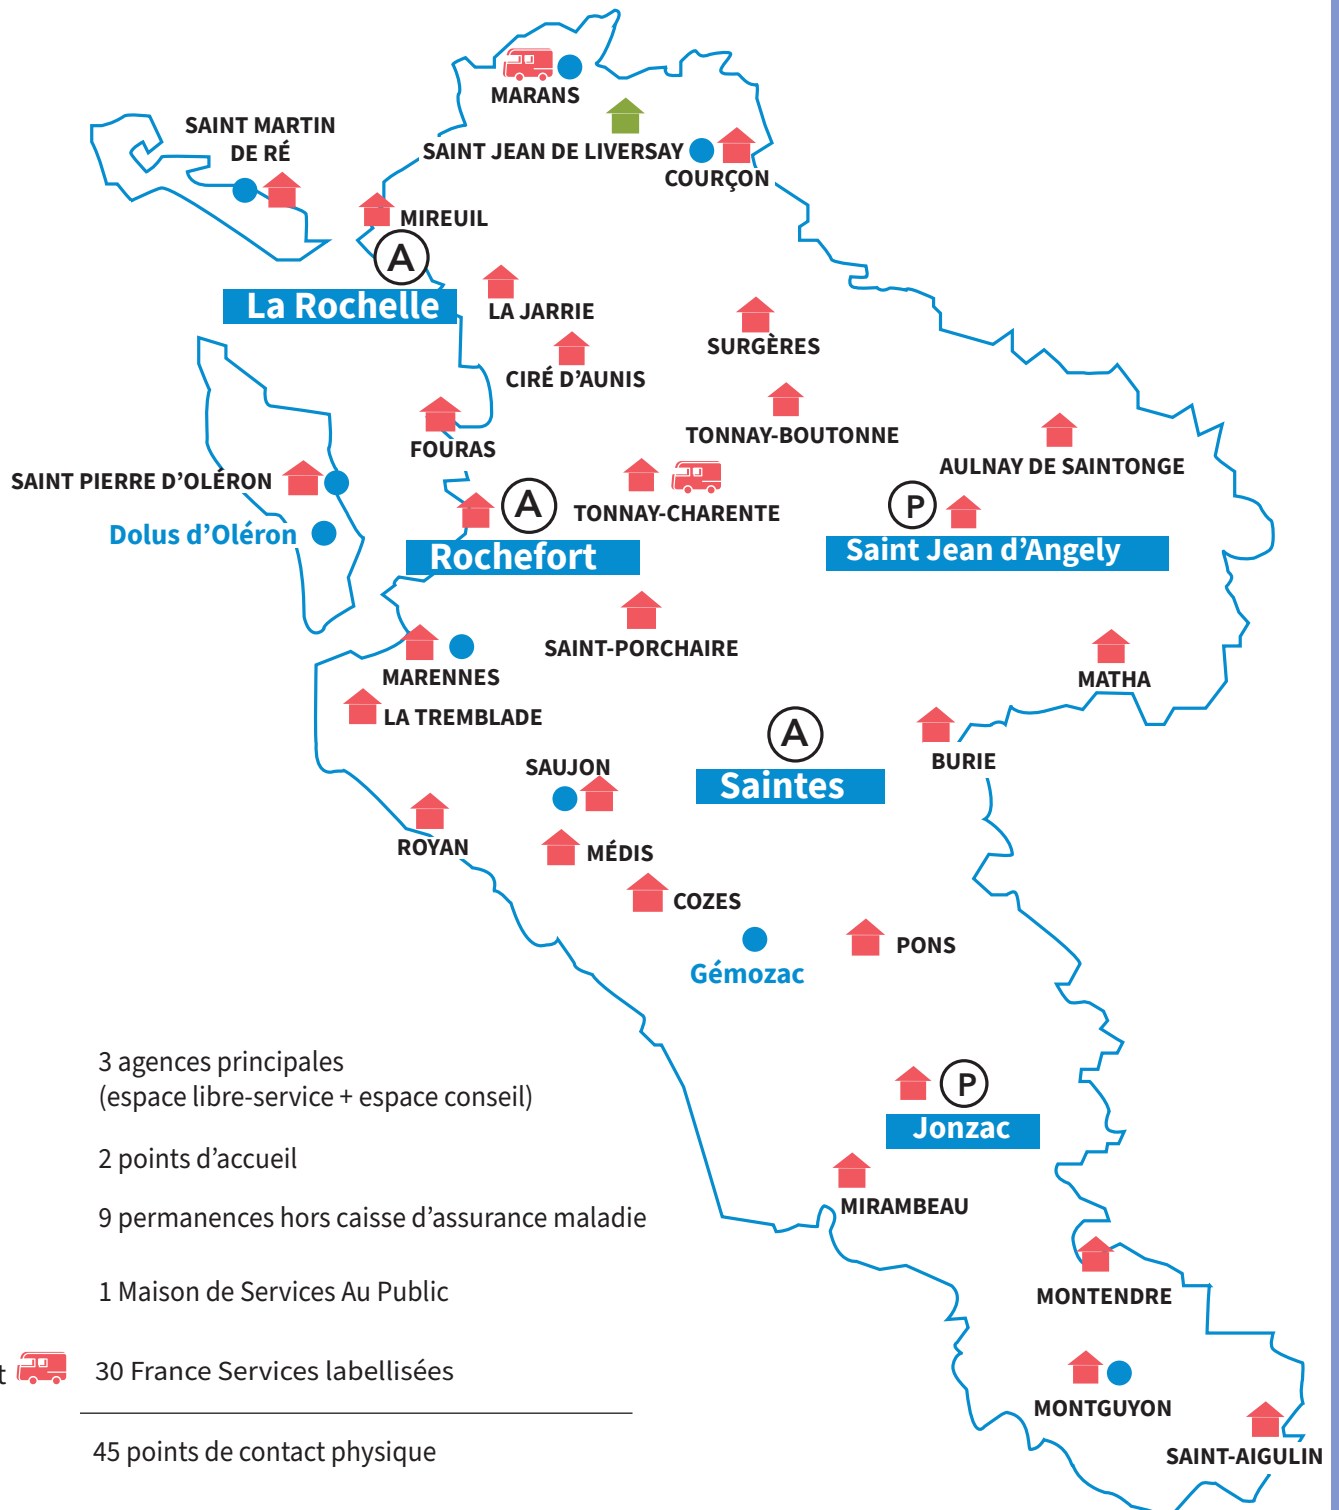 MARANS
SAINT MARTIN
DE RÉ
SAINT JEAN DE LIVERSAY
COURÇON
MIREUIL
A
La Rochelle
LA JARRIE
SURGÈRES
CIRÉ D’AUNIS
TONNAY-BOUTONNE
FOURAS
AULNAY DE SAINTONGE
SAINT PIERRE D’OLÉRON
A
TONNAY-CHARENTE
P
Dolus d’Oléron
Rochefort
Saint Jean d’Angely
SAINT-PORCHAIRE
MARENNES
MATHA
LA TREMBLADE
A
BURIE
SAUJON
Saintes
ROYAN
MÉDIS
COZES
PONS
Gémozac
3 agences principales
(espace libre-service + espace conseil)
P
Jonzac
2 points d’accueil
MIRAMBEAU
9 permanences hors caisse d’assurance maladie
1 Maison de Services Au Public
MONTENDRE
t 30 France Services labellisées
MONTGUYON
45 points de contact physique
SAINT-AIGULIN